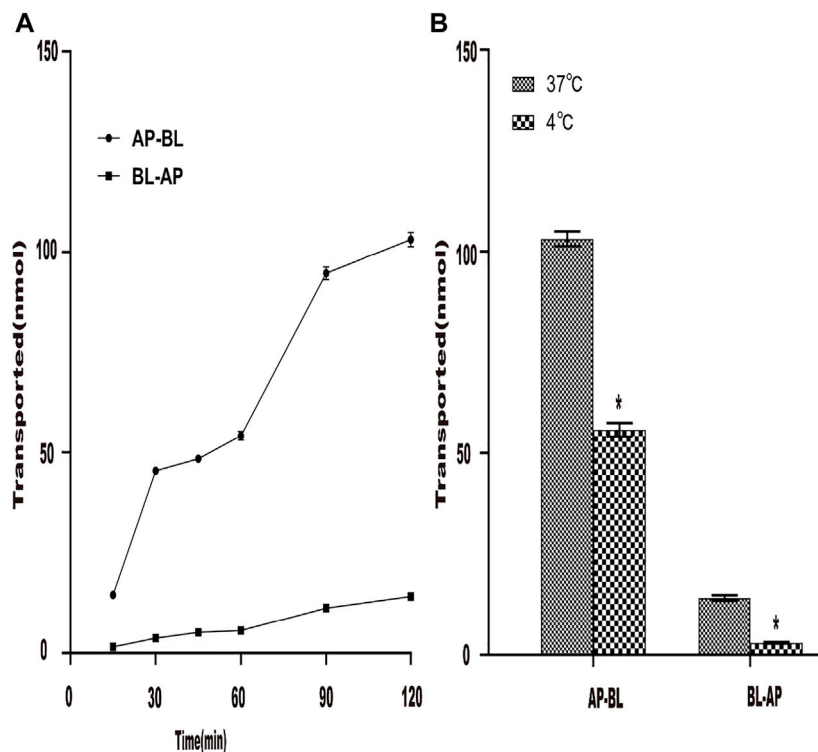 A
150
100
50
0
Transported(nmol)
AP-BL
BL-AP
0 30 60 90 120
Time(min)
B
150
100
50
0
Transported(nmol)
37°C
4°C
*
*
AP-BL BL-AP